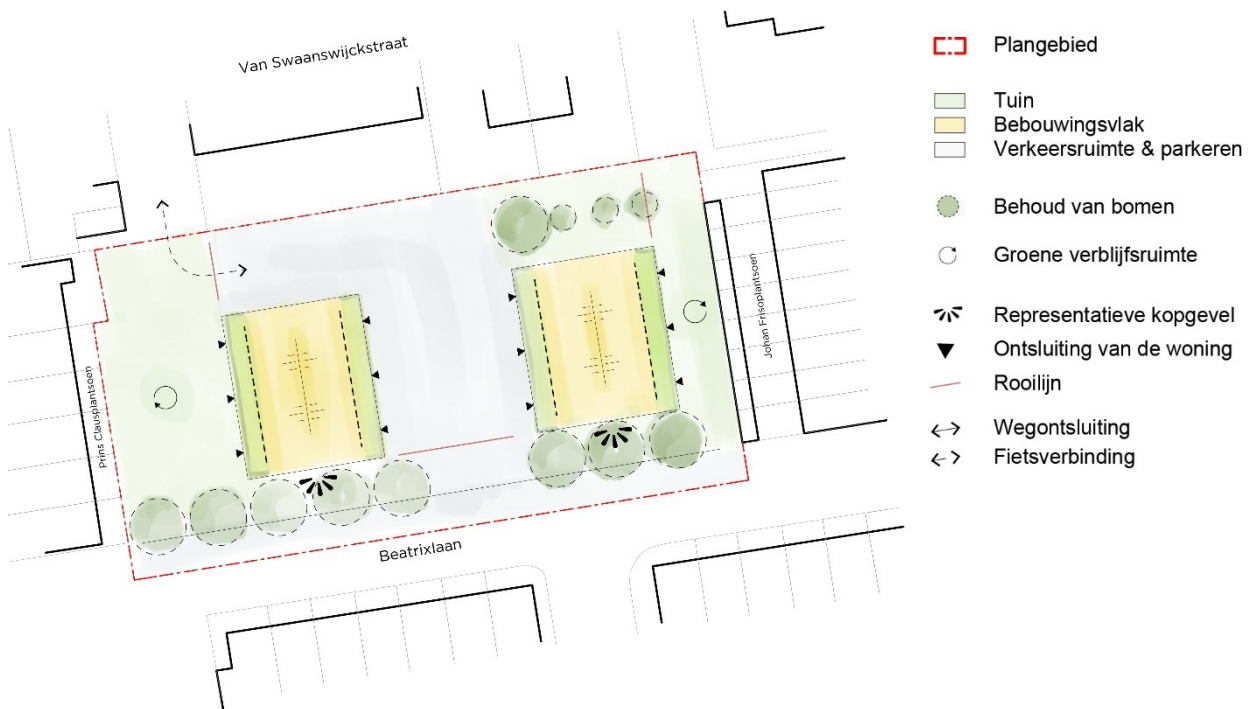 Van Swaanswijckstraat
Prins Clausplantsoen
Johan Frisoplantsoen
Beatrixlaan
Plangebied
Tuin
Bebouwingsvlak
Verkeersruimte & parkeren
Behoud van bomen
Groene verblijfsruimte
Representatieve kopgevel
Ontsluiting van de woning
Rooilijn
Wegontsluiting
Fietsverbinding